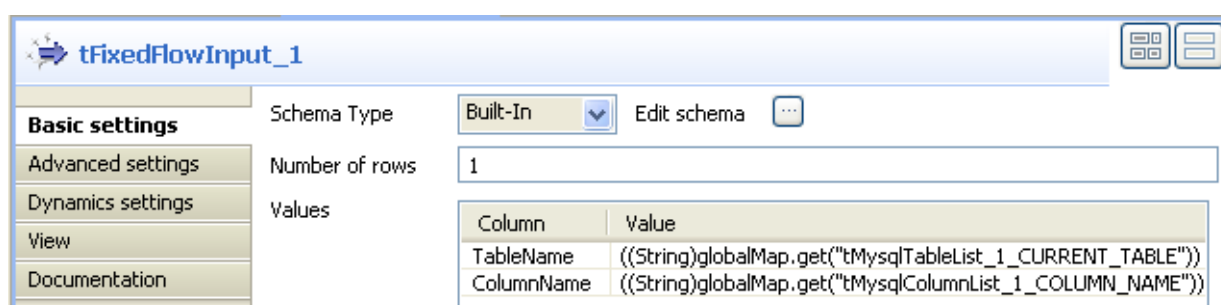 tFixedFlowInput_1
Basic settings
Advanced settings
Dynamics settings
View
Documentation
Schema Type Built-In Edit schema ...
Number of rows 1
Values
Column Value
TableName ((String)globalMap.get("tMysqlTableList_1_CURRENT_TABLE"))
ColumnName ((String)globalMap.get("tMysqlColumnList_1_COLUMN_NAME"))